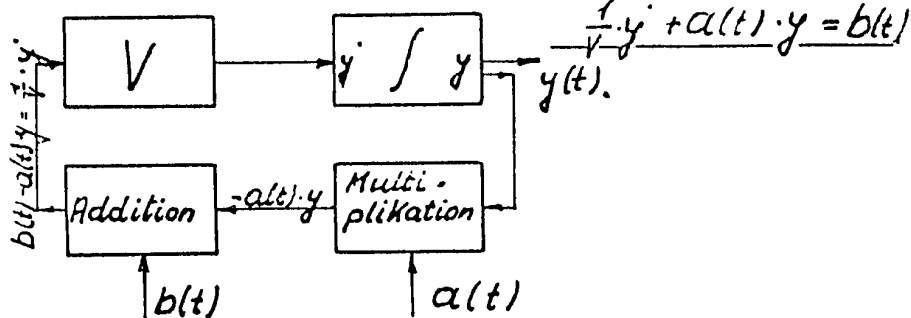 1/V · ẏ + a(t) · y = b(t)
V
ẏ ∫ y
y(t).
b(t) - a(t)·y = 1/V · ẏ
Addition
-a(t)·y
Multi-
plikation
b(t)
a(t)